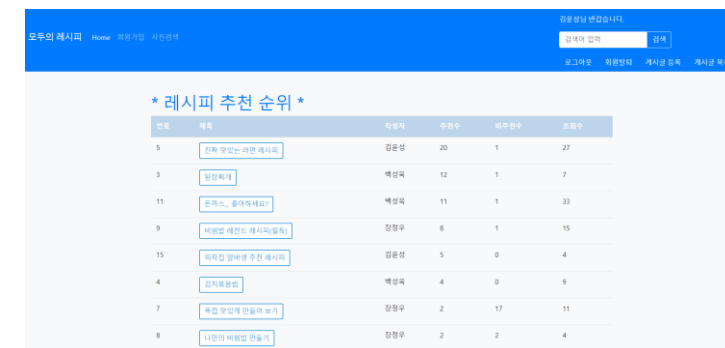 김윤성님 반갑습니다.
모두의 레시피 Home 회원가입 사진검색
검색어 입력 검색
로그아웃 회원탈퇴 게시글 등록 게시글 목
* 레시피 추천 순위 *
번호 제목 작성자 추천수 비추천수 조회수
5 진짜 맛있는 라면 레시피 김윤성 20 1 27
3 된장찌개 백성욱 12 1 7
11 돈까스,, 좋아하세요? 백성욱 11 1 33
9 비빔밥 레전드 레시피(필독) 장정우 8 1 15
15 피자집 알바생 추천 레시피 김윤성 5 0 4
4 김치볶음밥 백성욱 4 0 9
7 폭립 맛있게 만들어 보기 장정우 2 17 11
8 나만의 비빔밥 만들기 장정우 2 2 4